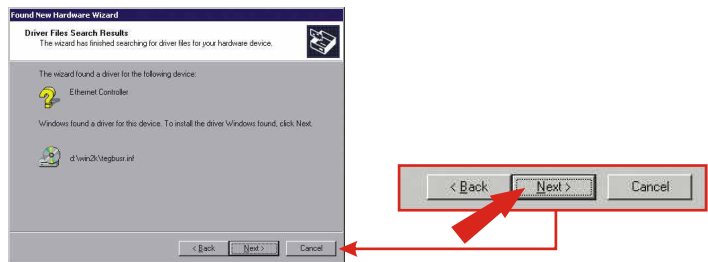 Found New Hardware Wizard
Driver Files Search Results
The wizard has finished searching for driver files for your hardware device.
The wizard found a driver for the following device:
Ethernet Controller
Windows found a driver for this device. To install the driver Windows found, click Next.
d:\win2k\tegbusr.inf
< Back Next > Cancel
< Back Next > Cancel